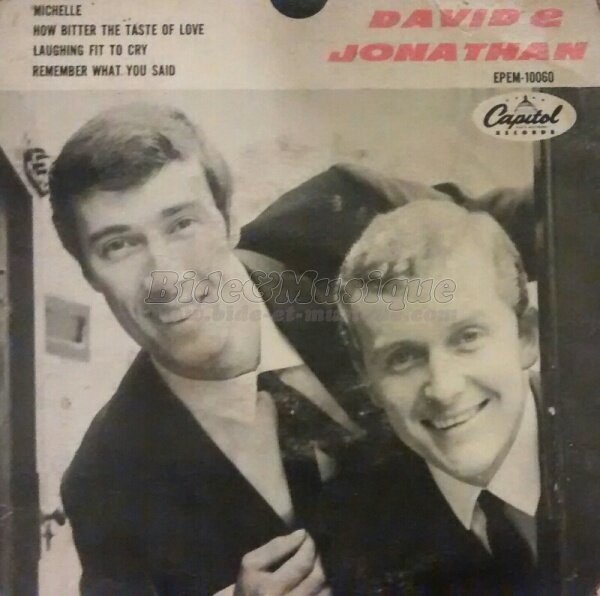 MICHELLE
HOW BITTER THE TASTE OF LOVE
LAUGHING FIT TO CRY
REMEMBER WHAT YOU SAID
DAVID &
JONATHAN
EPEM-10060
Capitol
RECORDS
Bide&Musique
www.bide-et-musique.com